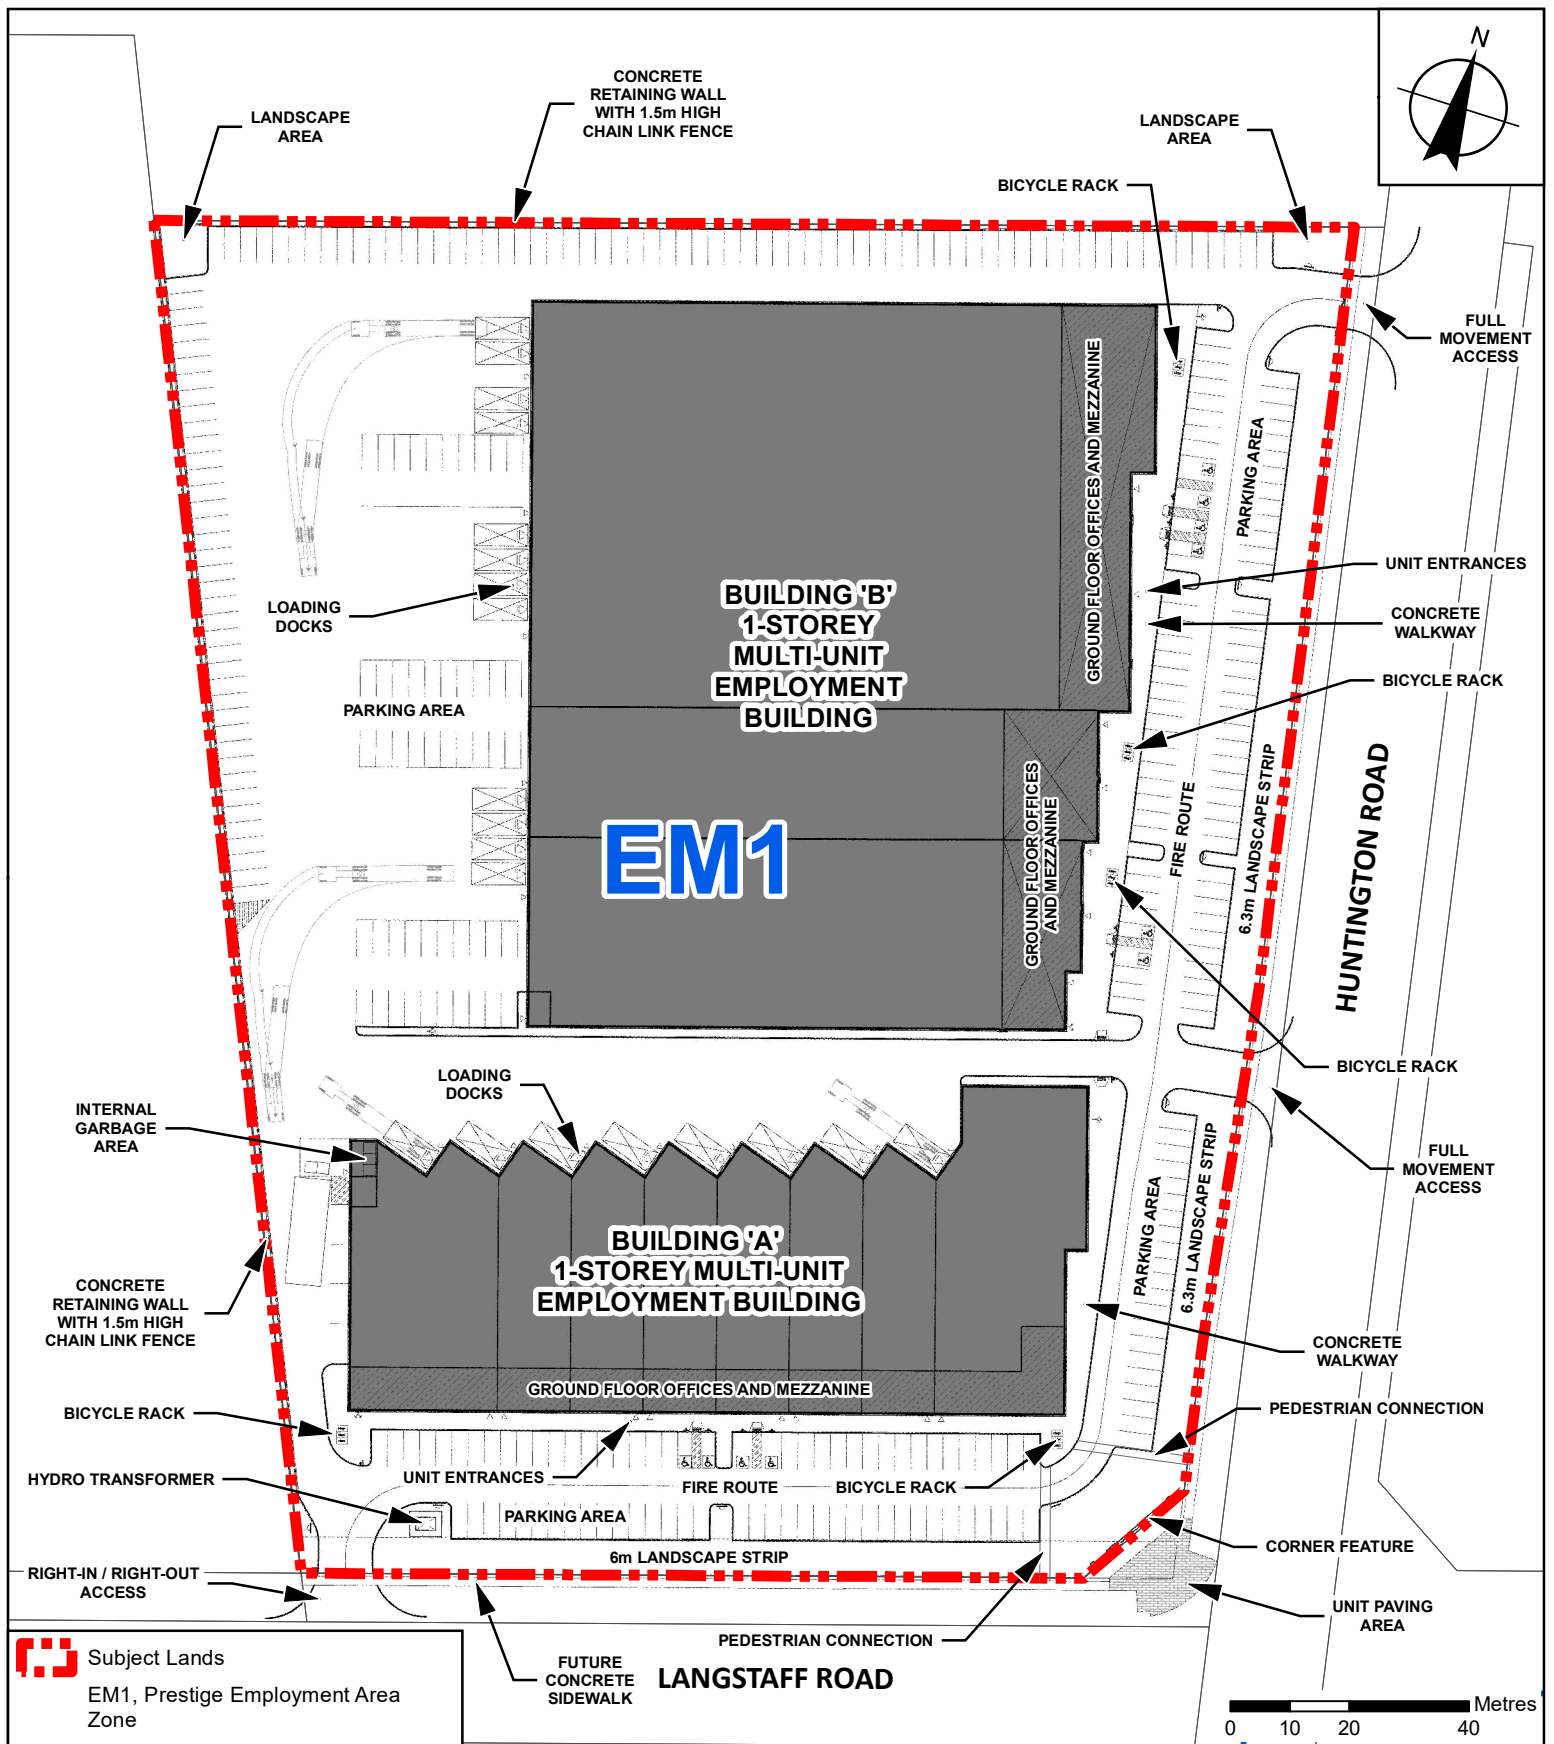 N
CONCRETE
RETAINING WALL
WITH 1.5m HIGH
CHAIN LINK FENCE
LANDSCAPE
AREA
LANDSCAPE
AREA
BICYCLE RACK
FULL
MOVEMENT
ACCESS
GROUND FLOOR OFFICES AND MEZZANINE
PARKING AREA
UNIT ENTRANCES
LOADING
DOCKS
CONCRETE
WALKWAY
BUILDING 'B'
1-STOREY
MULTI-UNIT
EMPLOYMENT
BUILDING
BICYCLE RACK
PARKING AREA
GROUND FLOOR OFFICES
AND MEZZANINE
FIRE ROUTE
6.3m LANDSCAPE STRIP
HUNTINGTON ROAD
EM1
BICYCLE RACK
LOADING
DOCKS
INTERNAL
GARBAGE
AREA
FULL
MOVEMENT
ACCESS
PARKING AREA
6.3m LANDSCAPE STRIP
BUILDING 'A'
1-STOREY MULTI-UNIT
EMPLOYMENT BUILDING
CONCRETE
RETAINING WALL
WITH 1.5m HIGH
CHAIN LINK FENCE
CONCRETE
WALKWAY
GROUND FLOOR OFFICES AND MEZZANINE
BICYCLE RACK
PEDESTRIAN CONNECTION
HYDRO TRANSFORMER
UNIT ENTRANCES
FIRE ROUTE
BICYCLE RACK
PARKING AREA
CORNER FEATURE
6m LANDSCAPE STRIP
RIGHT-IN / RIGHT-OUT
ACCESS
UNIT PAVING
AREA
PEDESTRIAN CONNECTION
FUTURE
CONCRETE
SIDEWALK
LANGSTAFF ROAD
Subject Lands
EM1, Prestige Employment Area
Zone
Metres
0 10 20 40